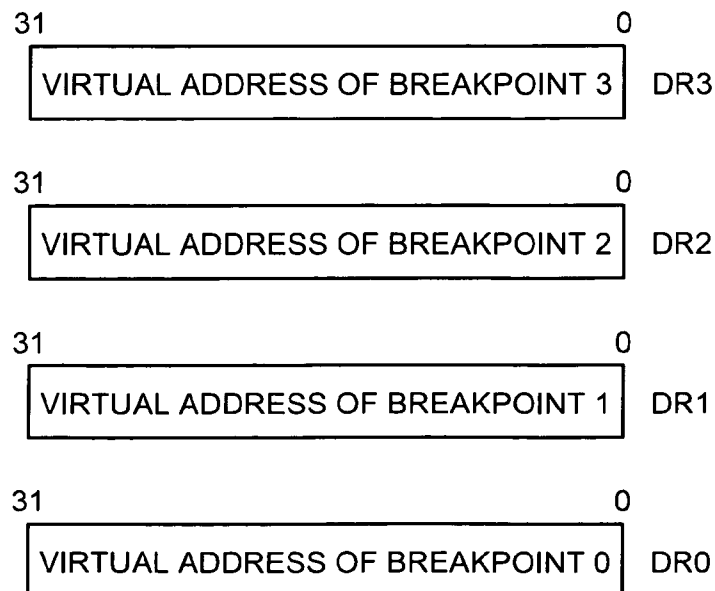 31 0
VIRTUAL ADDRESS OF BREAKPOINT 3 DR3
31 0
VIRTUAL ADDRESS OF BREAKPOINT 2 DR2
31 0
VIRTUAL ADDRESS OF BREAKPOINT 1 DR1
31 0
VIRTUAL ADDRESS OF BREAKPOINT 0 DR0